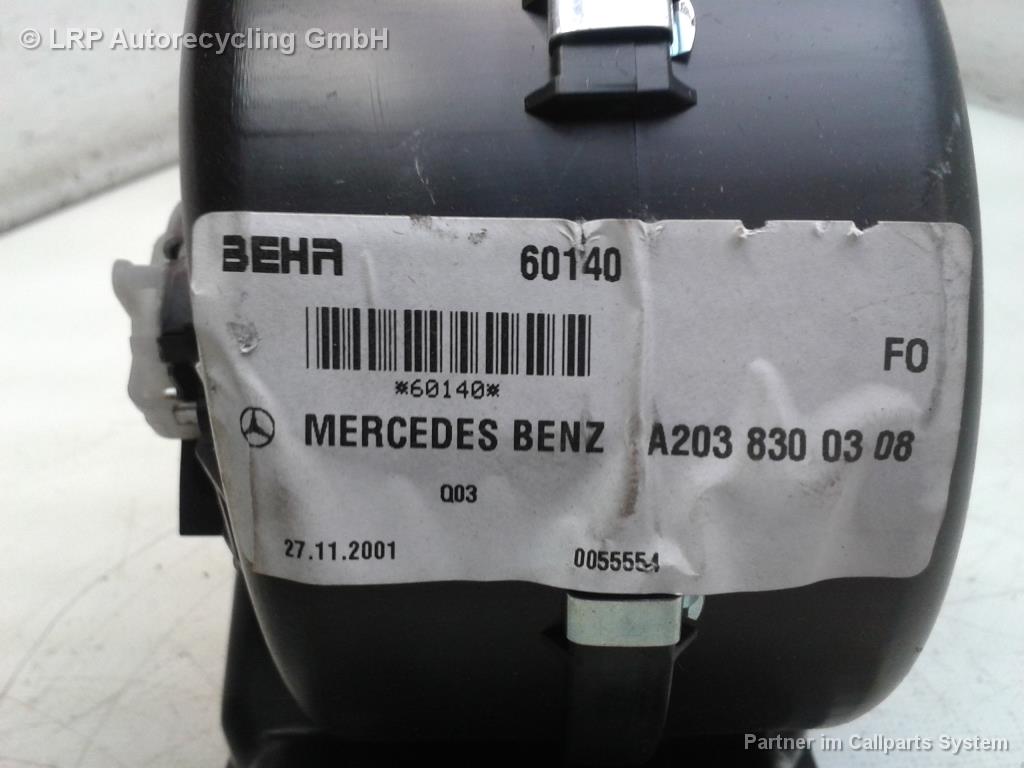 © LRP Autorecycling GmbH
BEHR 60140
FO
*60140*
MERCEDES BENZ A203 830 03 08
Q03
27.11.2001 0055554
Partner im Callparts System